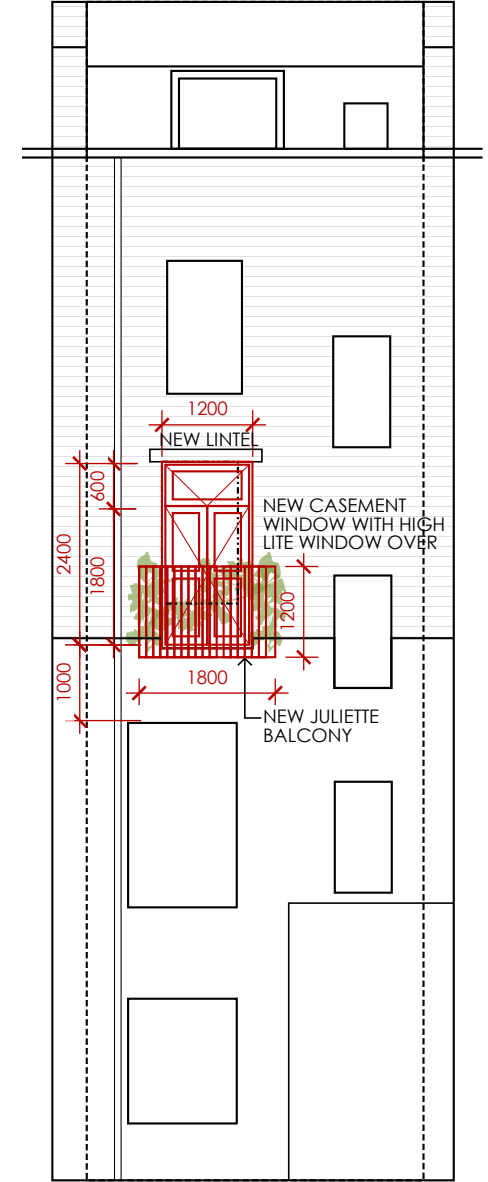 1200
NEW LINTEL
600
2400
1800
NEW CASEMENT
WINDOW WITH HIGH
LITE WINDOW OVER
1200
1000
1800
NEW JULIETTE
BALCONY